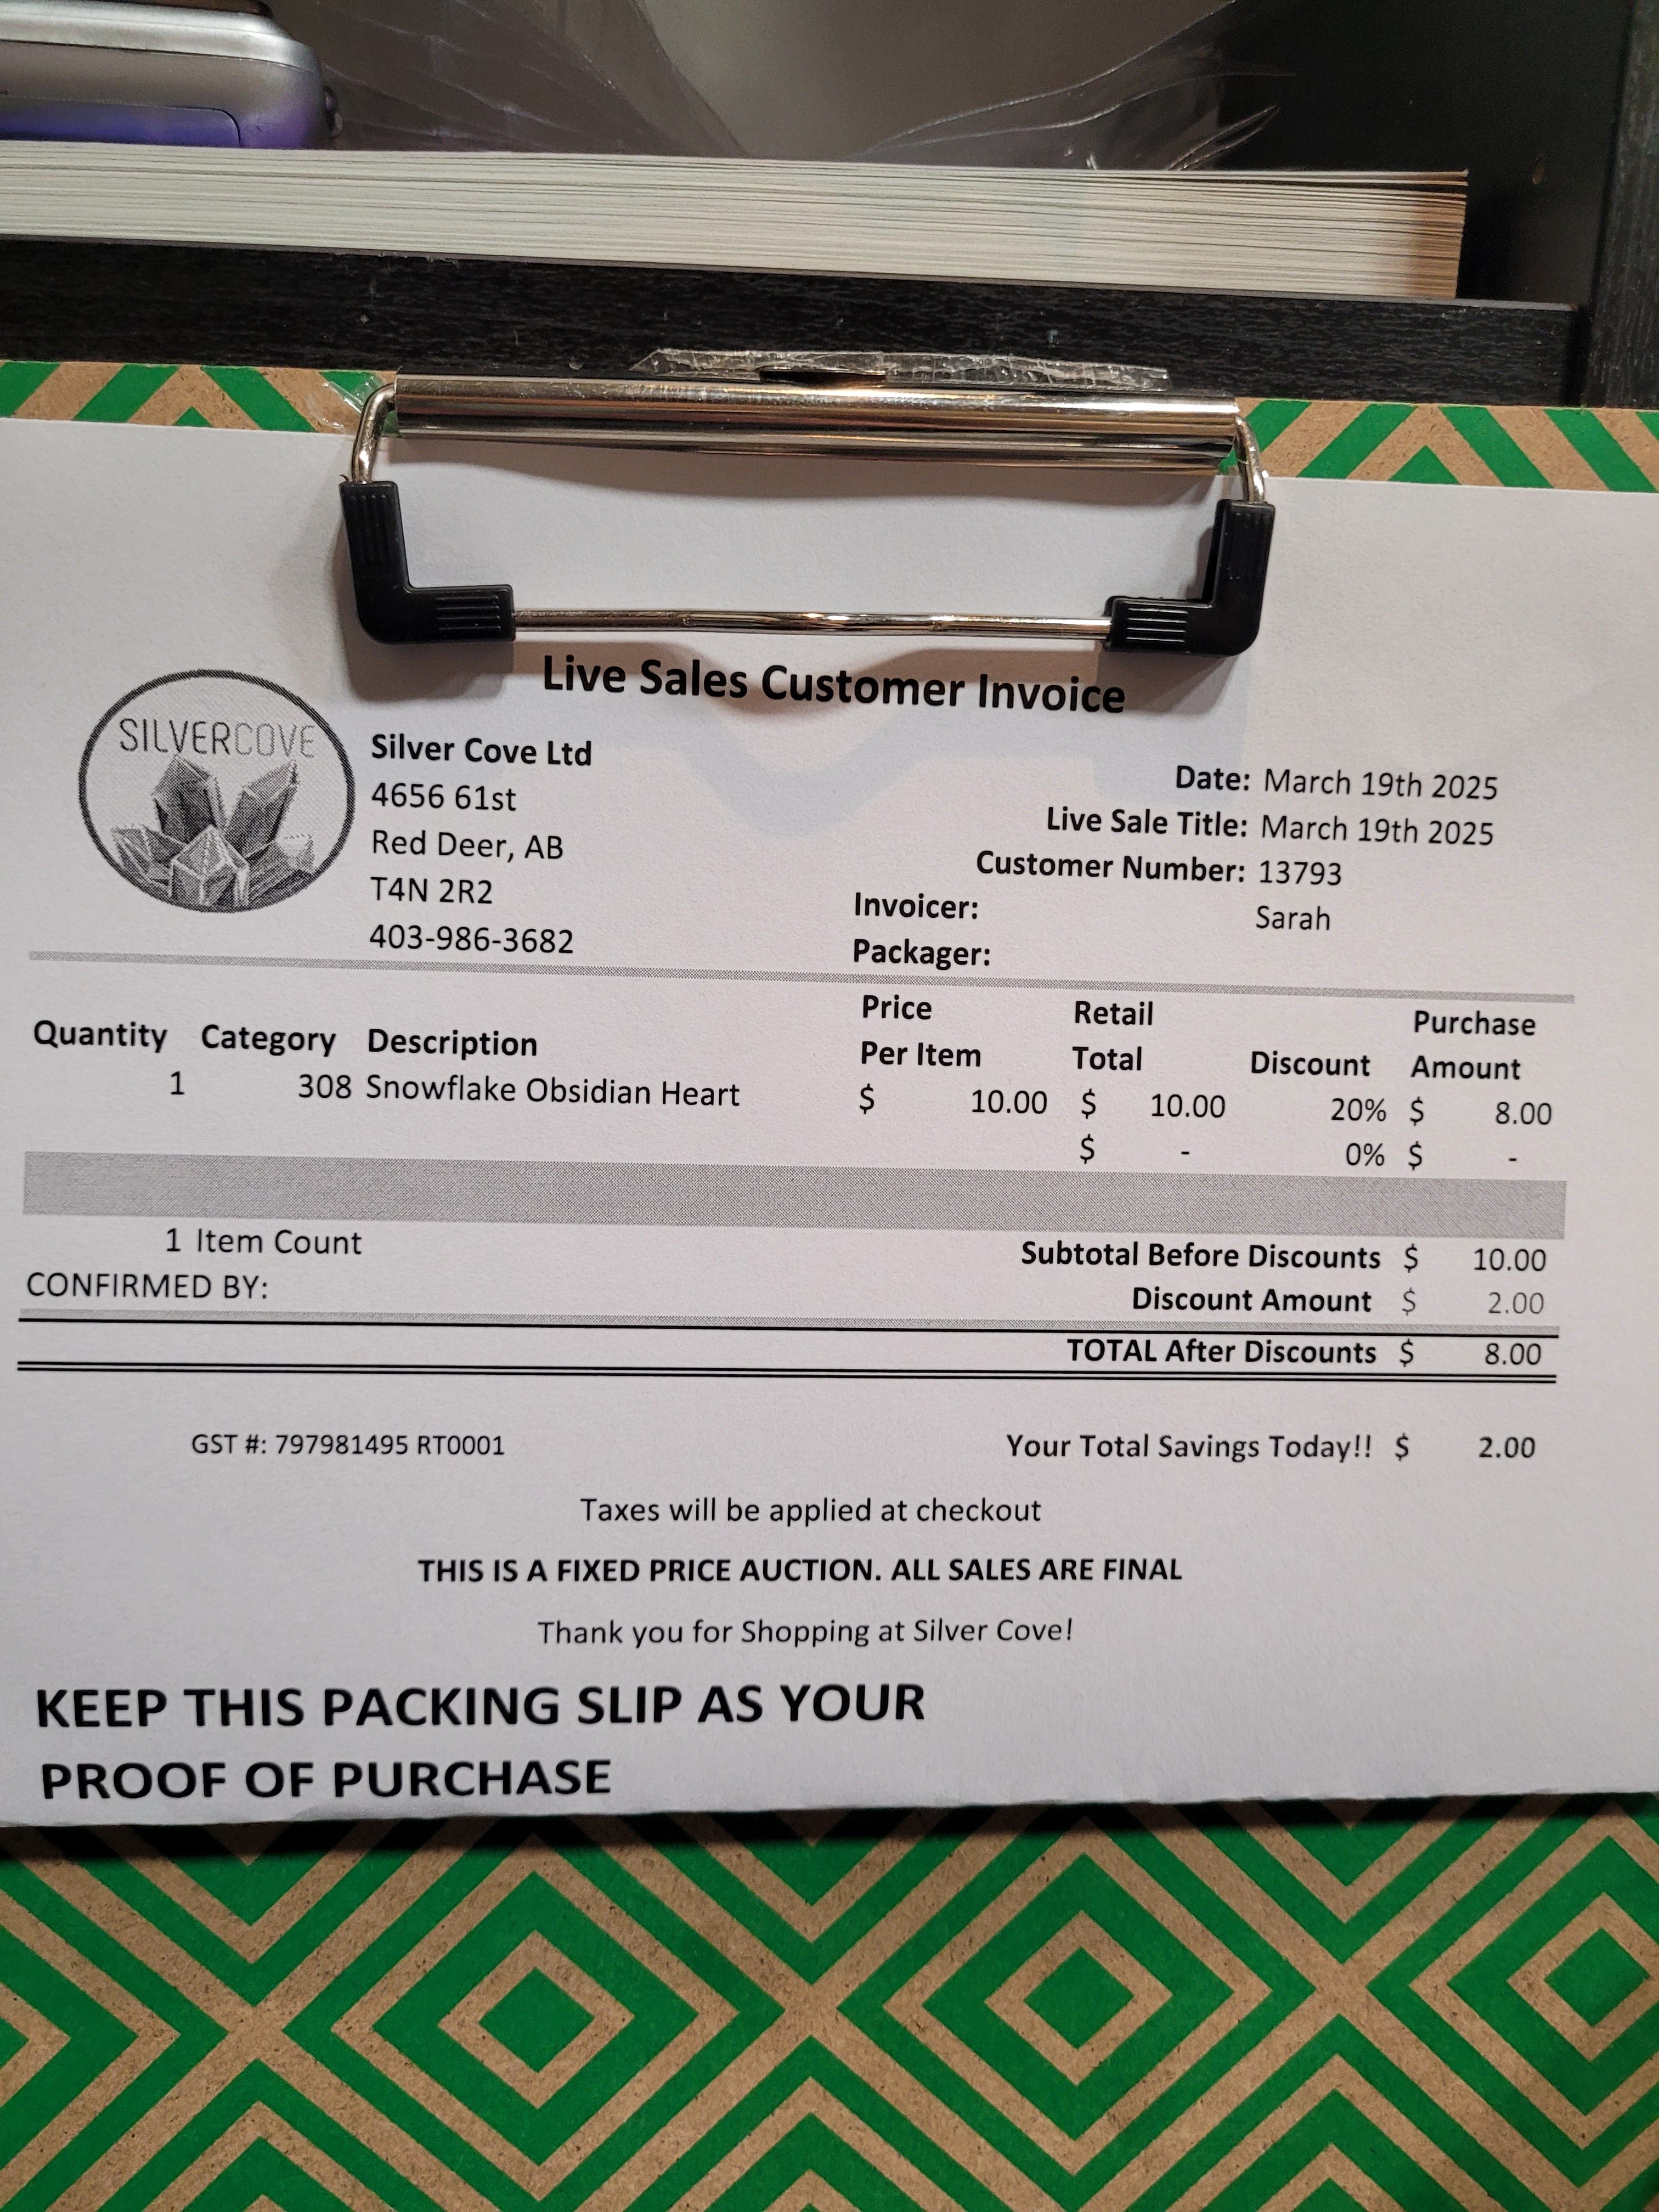 Live Sales Customer Invoice
SILVERCOVE
Silver Cove Ltd
4656 61st
Red Deer, AB
T4N 2R2
403-986-3682
Date: March 19th 2025
Live Sale Title: March 19th 2025
Customer Number: 13793
Invoicer: Sarah
Packager:
Quantity Category Description Price Per Item Retail Total Discount Purchase Amount
1 308 Snowflake Obsidian Heart $ 10.00 $ 10.00 20% $ 8.00
$ - 0% $ -
1 Item Count
CONFIRMED BY:
Subtotal Before Discounts $ 10.00
Discount Amount $ 2.00
TOTAL After Discounts $ 8.00
GST #: 797981495 RT0001
Your Total Savings Today!! $ 2.00
Taxes will be applied at checkout
THIS IS A FIXED PRICE AUCTION. ALL SALES ARE FINAL
Thank you for Shopping at Silver Cove!
KEEP THIS PACKING SLIP AS YOUR
PROOF OF PURCHASE